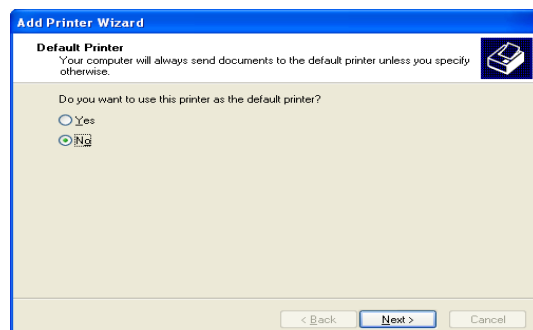 Add Printer Wizard
Default Printer
Your computer will always send documents to the default printer unless you specify
otherwise.
Do you want to use this printer as the default printer?
Yes
No
< Back
Next >
Cancel